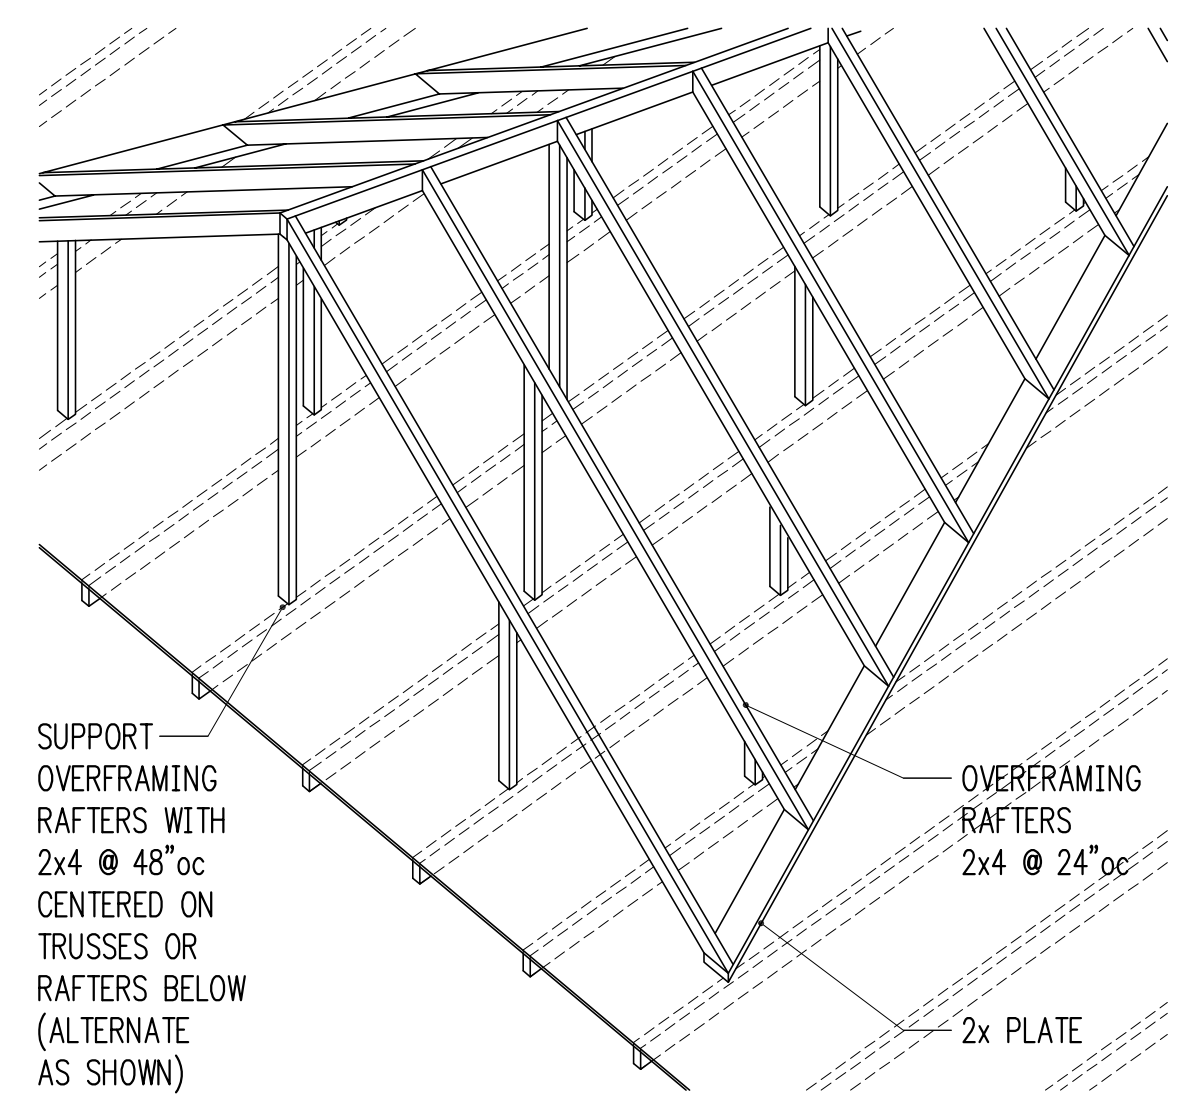 SUPPORT
OVERFRAMING
RAFTERS WITH
2x4 @ 48”oc
CENTERED ON
TRUSSES OR
RAFTERS BELOW
(ALTERNATE
AS SHOWN)
OVERFRAMING
RAFTERS
2x4 @ 24”oc
2x PLATE